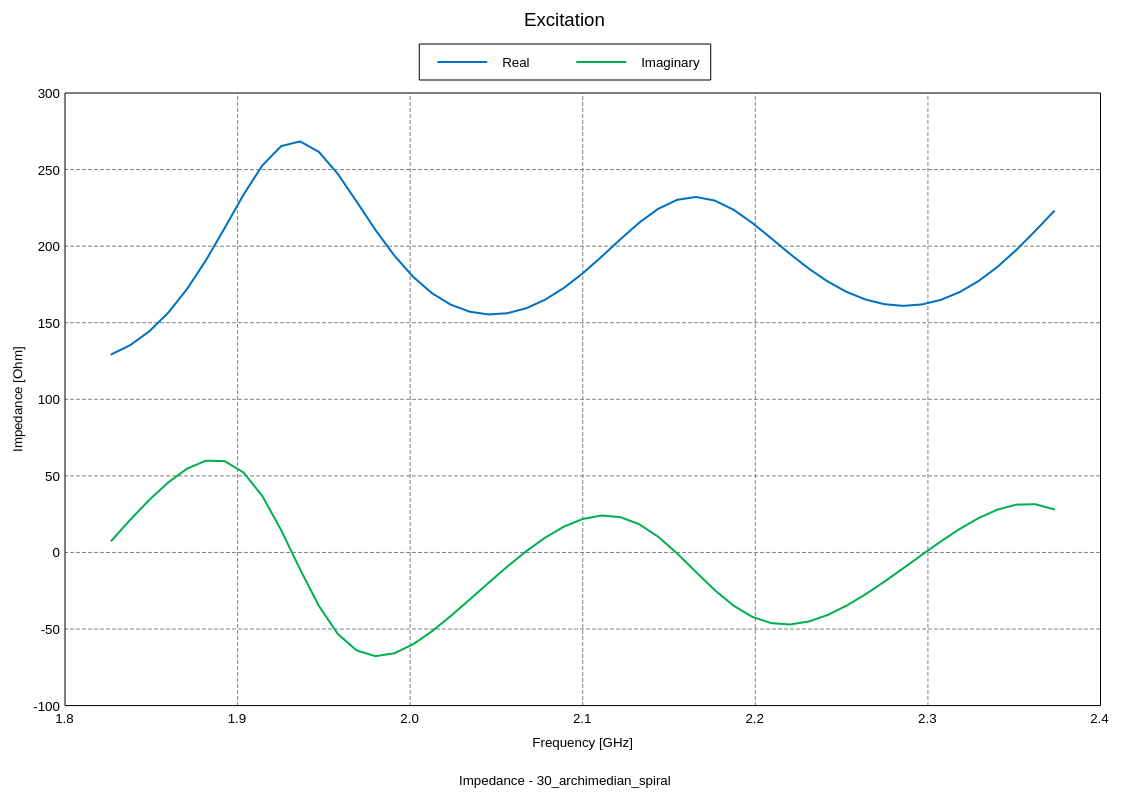 Excitation
Real Imaginary
300
250
200
150
100
50
0
-50
-100
Impedance [Ohm]
1.8 1.9 2.0 2.1 2.2 2.3 2.4
Frequency [GHz]
Impedance - 30_archimedian_spiral